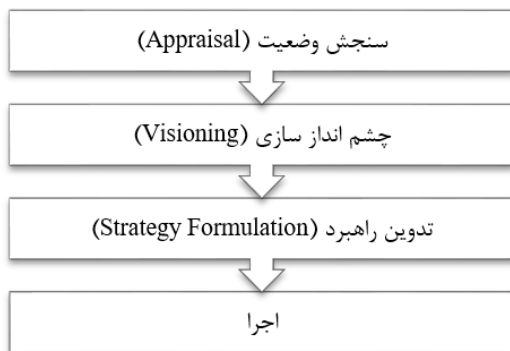 سنجش وضعیت (Appraisal)
چشم انداز سازی (Visioning)
تدوین راهبرد (Strategy Formulation)
اجرا